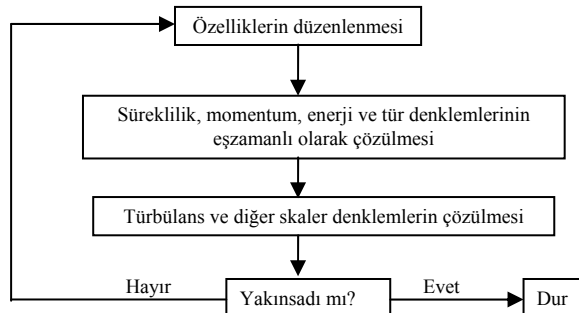 Özelliklerin düzenlenmesi
Süreklilik, momentum, enerji ve tür denklemlerinin
eşzamanlı olarak çözülmesi
Türbülans ve diğer skaler denklemlerin çözülmesi
Hayır
Yakınsadı mı?
Evet
Dur